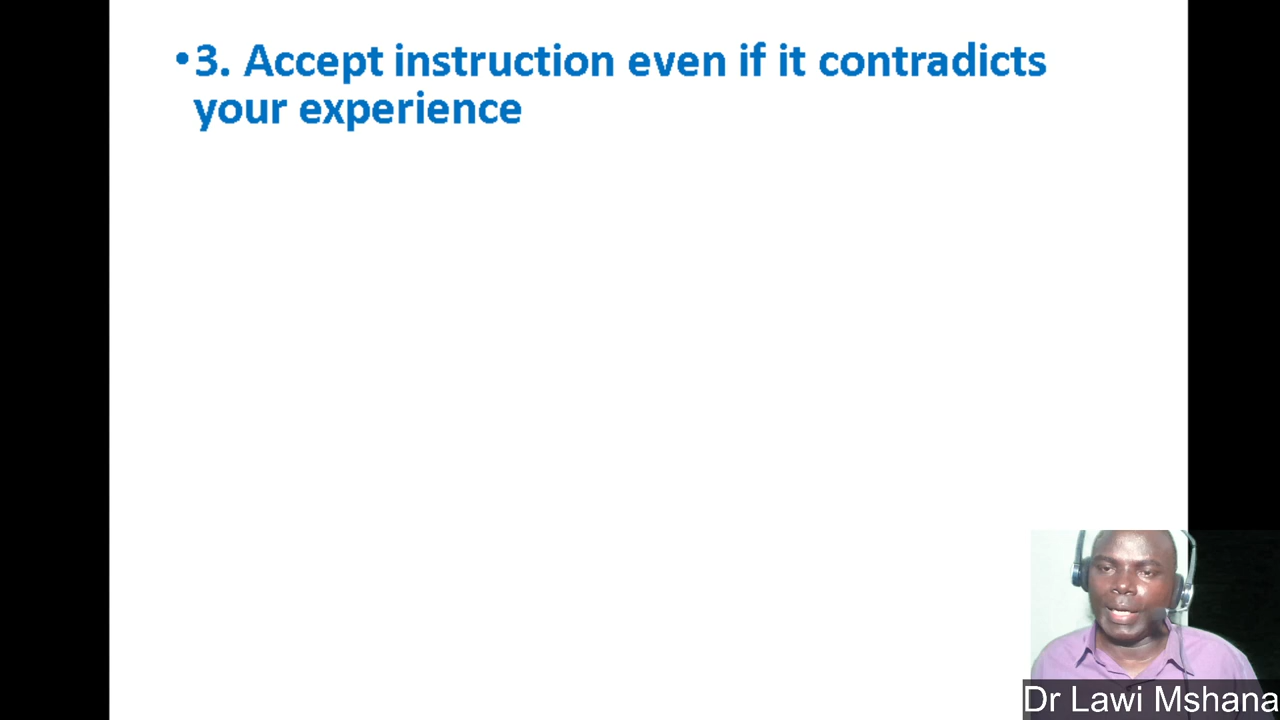 •3. Accept instruction even if it contradicts
your experience
Dr Lawi Mshana